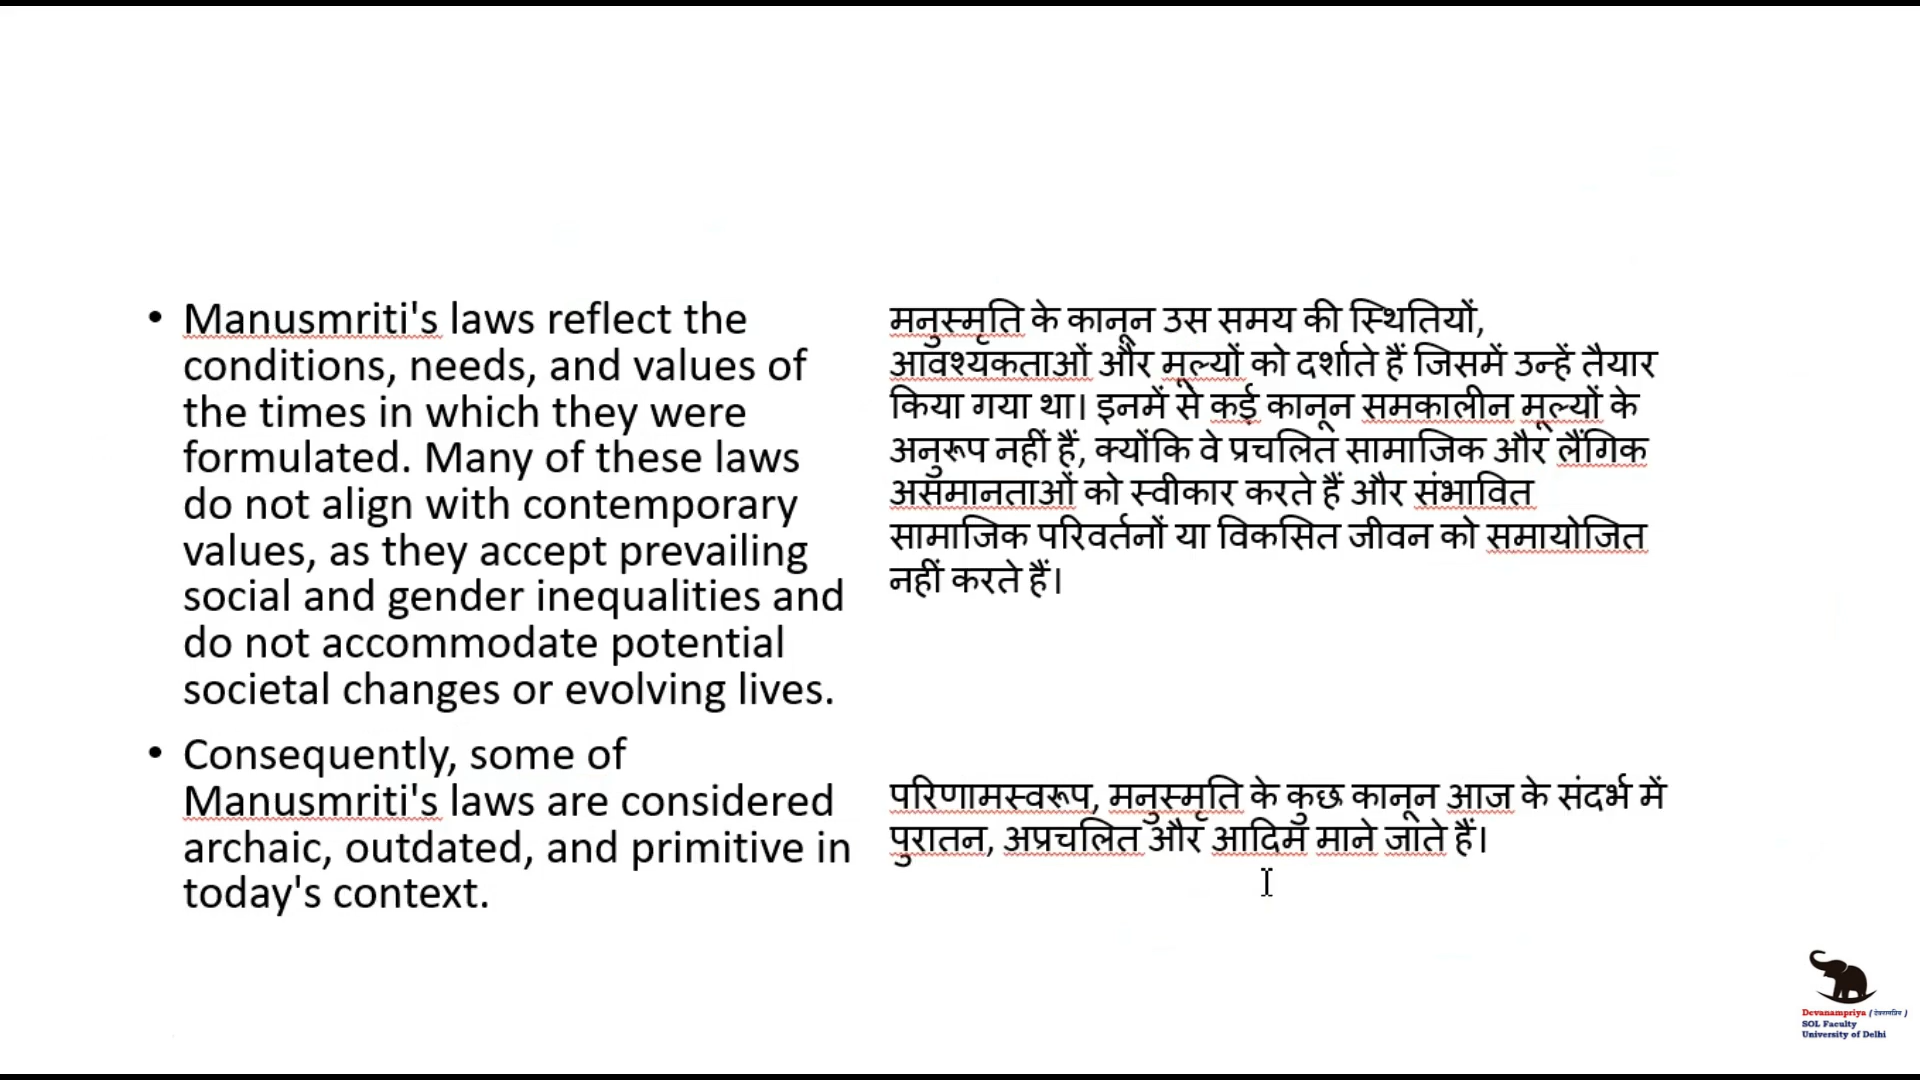 • Manusmriti's laws reflect the
conditions, needs, and values of
the times in which they were
formulated. Many of these laws
do not align with contemporary
values, as they accept prevailing
social and gender inequalities and
do not accommodate potential
societal changes or evolving lives.
• Consequently, some of
Manusmriti's laws are considered
archaic, outdated, and primitive in
today's context.
मनुस्मृति के कानून उस समय की स्थितियों,
आवश्यकताओं और मूल्यों को दर्शाते हैं जिसमें उन्हें तैयार
किया गया था। इनमें से कई कानून समकालीन मूल्यों के
अनुरूप नहीं हैं, क्योंकि वे प्रचलित सामाजिक और लैंगिक
असमानताओं को स्वीकार करते हैं और संभावित
सामाजिक परिवर्तनों या विकसित जीवन को समायोजित
नहीं करते हैं।
परिणामस्वरूप, मनुस्मृति के कुछ कानून आज के संदर्भ में
पुरातन, अप्रचलित और आदिम माने जाते हैं।
Devanampriya
SOL Faculty
University of Delhi